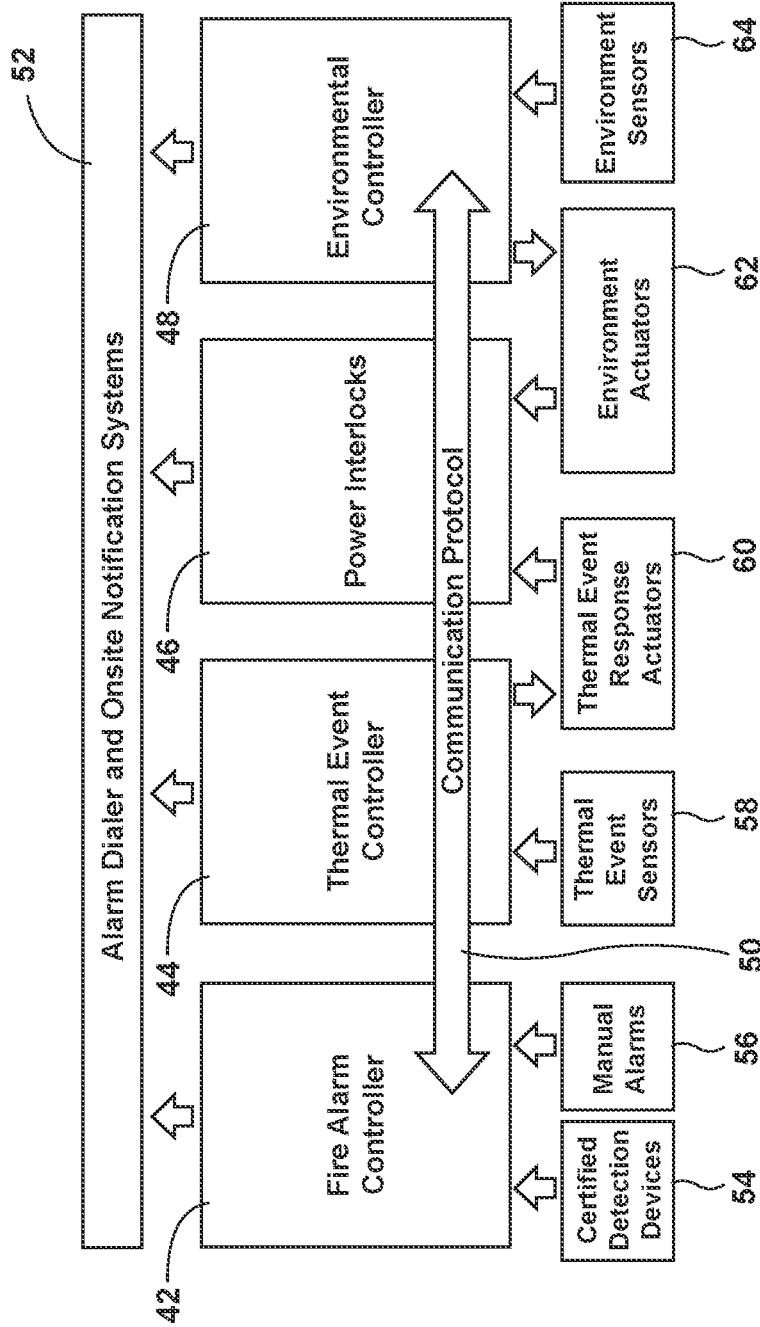 52
Alarm Dialer and Onsite Notification Systems
42
44
46
48
Fire Alarm
Controller
Thermal Event
Controller
Power Interlocks
Environmental
Controller
Communication Protocol
Certified
Detection
Devices
Manual
Alarms
Thermal
Event
Sensors
Thermal Event
Response
Actuators
Environment
Actuators
Environment
Sensors
54
56
50
58
60
62
64